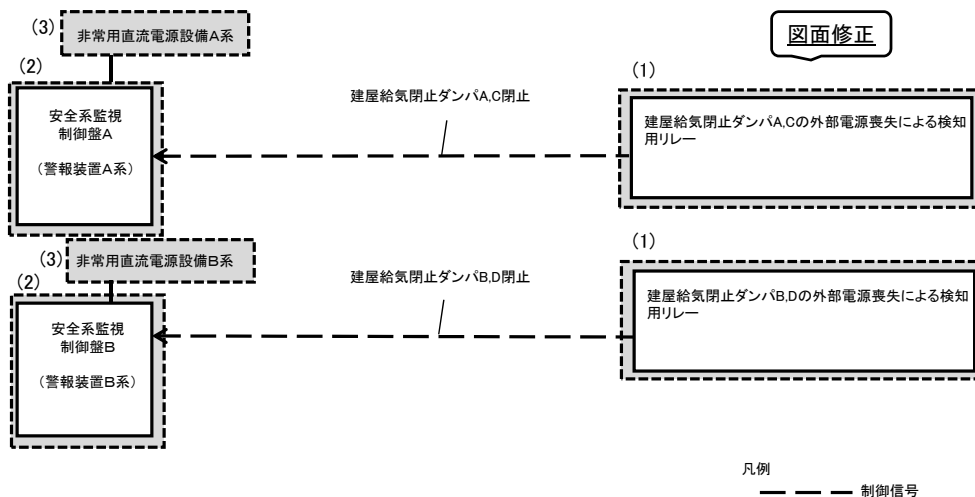 (3)
非常用直流電源設備A系
図面修正
(2)
(1)
安全系監視
制御盤A
(警報装置A系)
建屋給気閉止ダンパA,C閉止
建屋給気閉止ダンパA,Cの外部電源喪失による検知
用リレー
(3)
非常用直流電源設備B系
(1)
(2)
安全系監視
制御盤B
(警報装置B系)
建屋給気閉止ダンパB,D閉止
建屋給気閉止ダンパB,Dの外部電源喪失による検知
用リレー
凡例
制御信号